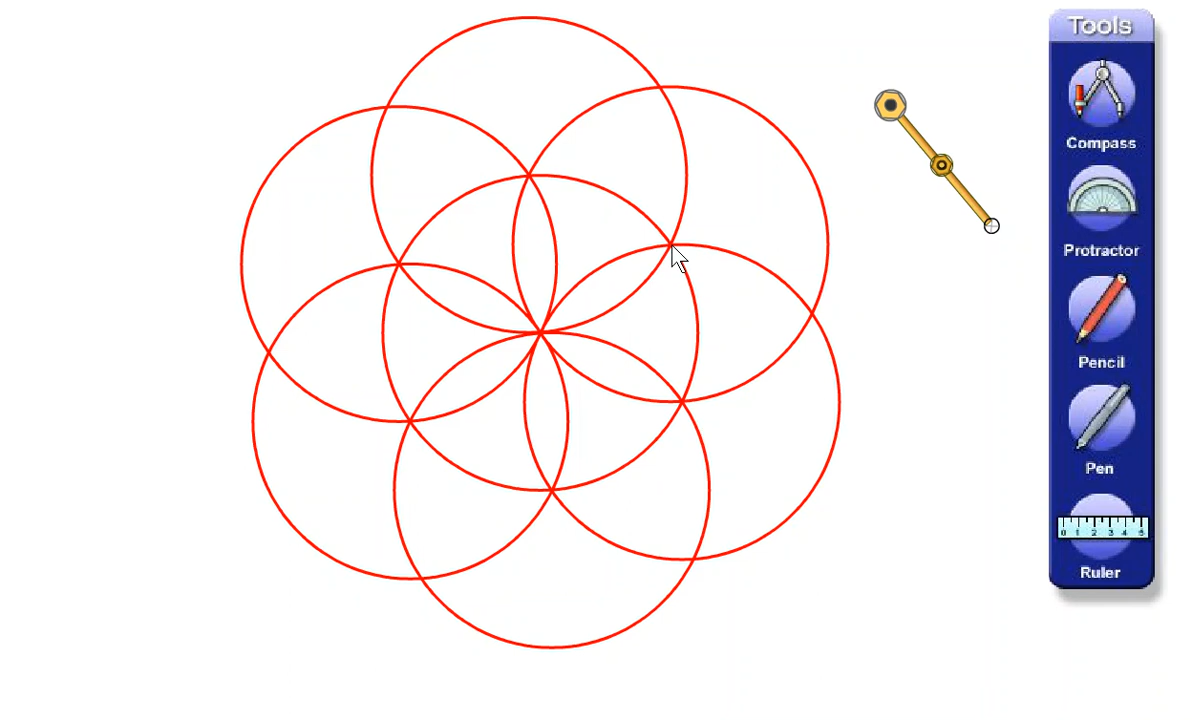 Tools
Compass
Protractor
Pencil
Pen
0 1 2 3 4 5
Ruler